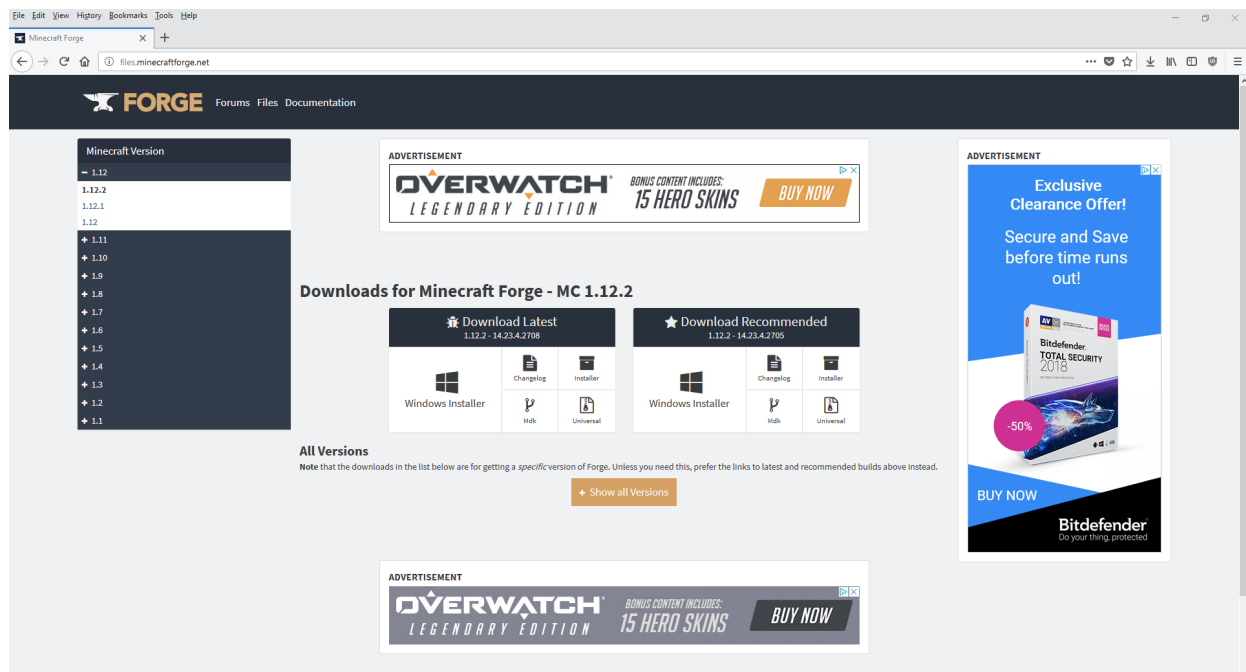 File Edit View History Bookmarks Tools Help
Minecraft Forge
files.minecraftforge.net
FORGE Forums Files Documentation
Minecraft Version
1.12
1.12.2
1.12.1
1.12
1.11
1.10
1.9
1.8
1.7
1.6
1.5
1.4
1.3
1.2
1.1
ADVERTISEMENT
OVERWATCH
LEGENDARY EDITION
BONUS CONTENT INCLUDES:
15 HERO SKINS
BUY NOW
Downloads for Minecraft Forge - MC 1.12.2
Download Latest
1.12.2 - 14.23.4.2708
Windows Installer
Changelog
Installer
Mdk
Universal
Download Recommended
1.12.2 - 14.23.4.2705
Windows Installer
Changelog
Installer
Mdk
Universal
All Versions
Note that the downloads in the list below are for getting a specific version of Forge. Unless you need this, prefer the links to latest and recommended builds above instead.
+ Show all Versions
ADVERTISEMENT
OVERWATCH
LEGENDARY EDITION
BONUS CONTENT INCLUDES:
15 HERO SKINS
BUY NOW
ADVERTISEMENT
Exclusive
Clearance Offer!
Secure and Save
before time runs
out!
AV
Bitdefender
TOTAL SECURITY
2018
-50%
BUY NOW
Bitdefender
Do your thing, protected